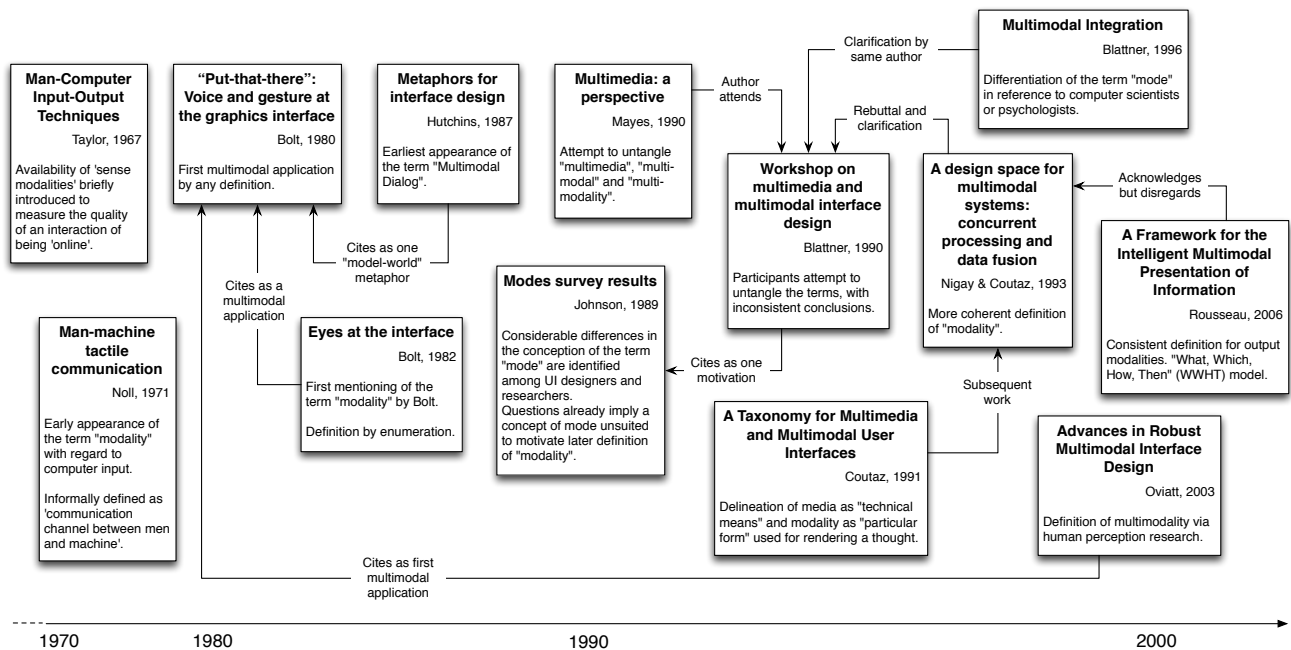 Man-Computer
Input-Output
Techniques
Taylor, 1967
Availability of 'sense
modalities' briefly
introduced to
measure the quality
of an interaction of
being 'online'.
"Put-that-there":
Voice and gesture at
the graphics interface
Bolt, 1980
First multimodal application
by any definition.
Metaphors for
interface design
Hutchins, 1987
Earliest appearance of
the term "Multimodal
Dialog".
Multimedia: a
perspective
Mayes, 1990
Attempt to untangle
"multimedia", "multi-
modal" and "multi-
modality".
Author
attends
Clarification by
same author
Multimodal Integration
Blattner, 1996
Differentiation of the term "mode"
in reference to computer scientists
or psychologists.
Rebuttal and
clarification
Workshop on
multimedia and
multimodal interface
design
Blattner, 1990
Participants attempt to
untangle the terms, with
inconsistent conclusions.
A design space for
multimodal
systems:
concurrent
processing and
data fusion
Nigay & Coutaz, 1993
More coherent definition
of "modality".
Acknowledges
but disregards
A Framework for the
Intelligent Multimodal
Presentation of
Information
Rousseau, 2006
Consistent definition for output
modalities. "What, Which,
How, Then" (WWHT) model.
Cites as one
"model-world"
metaphor
Cites as a
multimodal
application
Modes survey results
Johnson, 1989
Considerable differences in
the conception of the term
"mode" are identified
among UI designers and
researchers.
Questions already imply a
concept of mode unsuited
to motivate later definition
of "modality".
Cites as one
motivation
Man-machine
tactile
communication
Noll, 1971
Early appearance of
the term "modality"
with regard to
computer input.
Informally defined as
'communication
channel between men
and machine'.
Eyes at the interface
Bolt, 1982
First mentioning of the
term "modality" by Bolt.
Definition by enumeration.
Subsequent
work
A Taxonomy for Multimedia
and Multimodal User
Interfaces
Coutaz, 1991
Delineation of media as "technical
means" and modality as "particular
form" used for rendering a thought.
Advances in Robust
Multimodal Interface
Design
Oviatt, 2003
Definition of multimodality via
human perception research.
Cites as first
multimodal
application
1970
1980
1990
2000